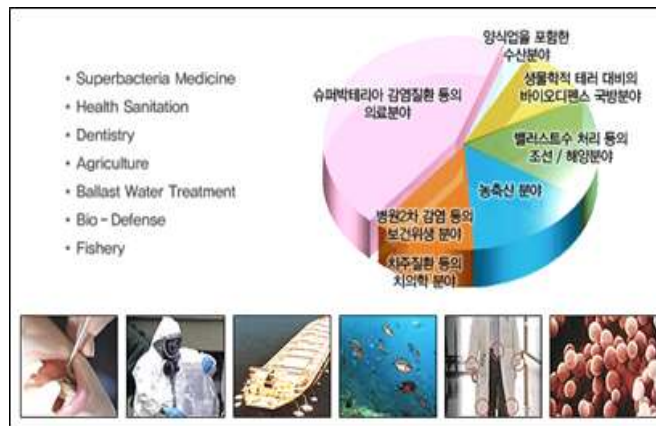 • Superbacteria Medicine
• Health Sanitation
• Dentistry
• Agriculture
• Ballast Water Treatment
• Bio - Defense
• Fishery
양식업을 포함한
수산분야
생물학적 테러 대비의
바이오디펜스 국방분야
슈퍼박테리아 감염질환 등의
의료분야
밸러스트수 처리 등의
조선 / 해양분야
농축산 분야
병원2차 감염 등의
보건위생 분야
치주질환 등의
치의학 분야